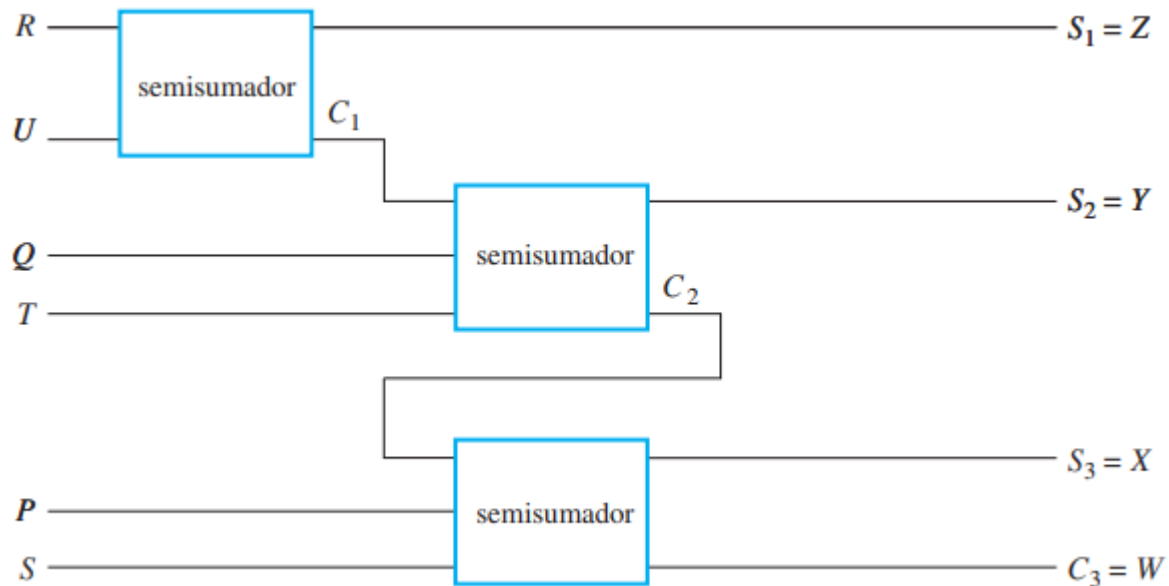 R
S₁ = Z
semisumador
U
C₁
S₂ = Y
Q
semisumador
T
C₂
S₃ = X
P
semisumador
S
C₃ = W